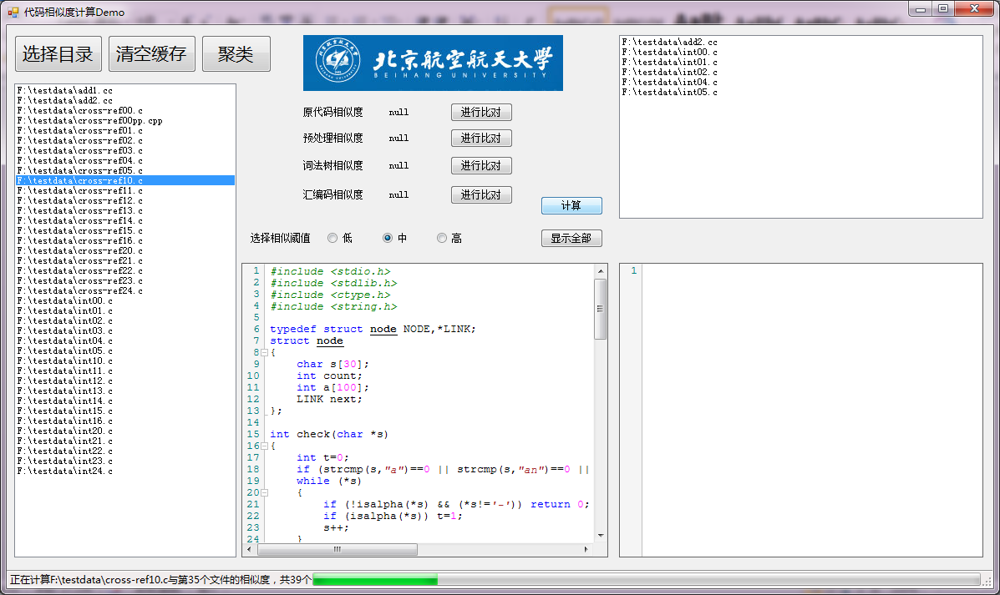 代码相似度计算Demo
选择目录 清空缓存 聚类
北京航空航天大学
BEIHANG UNIVERSITY
原代码相似度 null 进行比对
预处理相似度 null 进行比对
词法树相似度 null 进行比对
汇编码相似度 null 进行比对
计算
选择相似阈值 低 中 高 显示全部
F:\testdata\add1.cc
F:\testdata\add2.cc
F:\testdata\cross-ref00.c
F:\testdata\cross-ref00pp.cpp
F:\testdata\cross-ref01.c
F:\testdata\cross-ref02.c
F:\testdata\cross-ref03.c
F:\testdata\cross-ref04.c
F:\testdata\cross-ref05.c
F:\testdata\cross-ref10.c
F:\testdata\cross-ref11.c
F:\testdata\cross-ref12.c
F:\testdata\cross-ref13.c
F:\testdata\cross-ref14.c
F:\testdata\cross-ref15.c
F:\testdata\cross-ref16.c
F:\testdata\cross-ref20.c
F:\testdata\cross-ref21.c
F:\testdata\cross-ref22.c
F:\testdata\cross-ref23.c
F:\testdata\cross-ref24.c
F:\testdata\int00.c
F:\testdata\int01.c
F:\testdata\int02.c
F:\testdata\int03.c
F:\testdata\int04.c
F:\testdata\int05.c
F:\testdata\int10.c
F:\testdata\int11.c
F:\testdata\int12.c
F:\testdata\int13.c
F:\testdata\int14.c
F:\testdata\int15.c
F:\testdata\int16.c
F:\testdata\int20.c
F:\testdata\int21.c
F:\testdata\int22.c
F:\testdata\int23.c
F:\testdata\int24.c
F:\testdata\add2.cc
F:\testdata\int00.cc
F:\testdata\int01.cc
F:\testdata\int02.cc
F:\testdata\int04.cc
F:\testdata\int05.cc
1 #include <stdio.h>
2 #include <stdlib.h>
3 #include <ctype.h>
4 #include <string.h>
5
6 typedef struct node NODE,*LINK;
7 struct node
8 {
9 char s[30];
10 int count;
11 int a[100];
12 LINK next;
13 };
14
15 int check(char *s)
16 {
17 int t=0;
18 if (strcmp(s,"a")==0 || strcmp(s,"an")==0 ||
19 while (*s)
20 {
21 if (!isalpha(*s) && (*s!='-')) return 0;
22 if (isalpha(*s)) t=1;
23 s++;
24 }
1
正在计算F:\testdata\cross-ref10.c与第35个文件的相似度，共39个